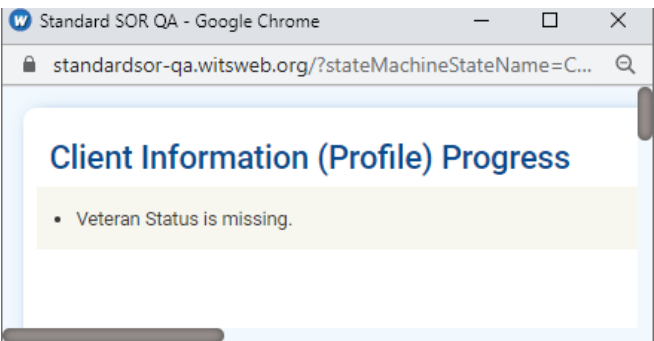 Standard SOR QA - Google Chrome
standardsor-qa.witsweb.org/?stateMachineStateName=C...
Client Information (Profile) Progress
• Veteran Status is missing.